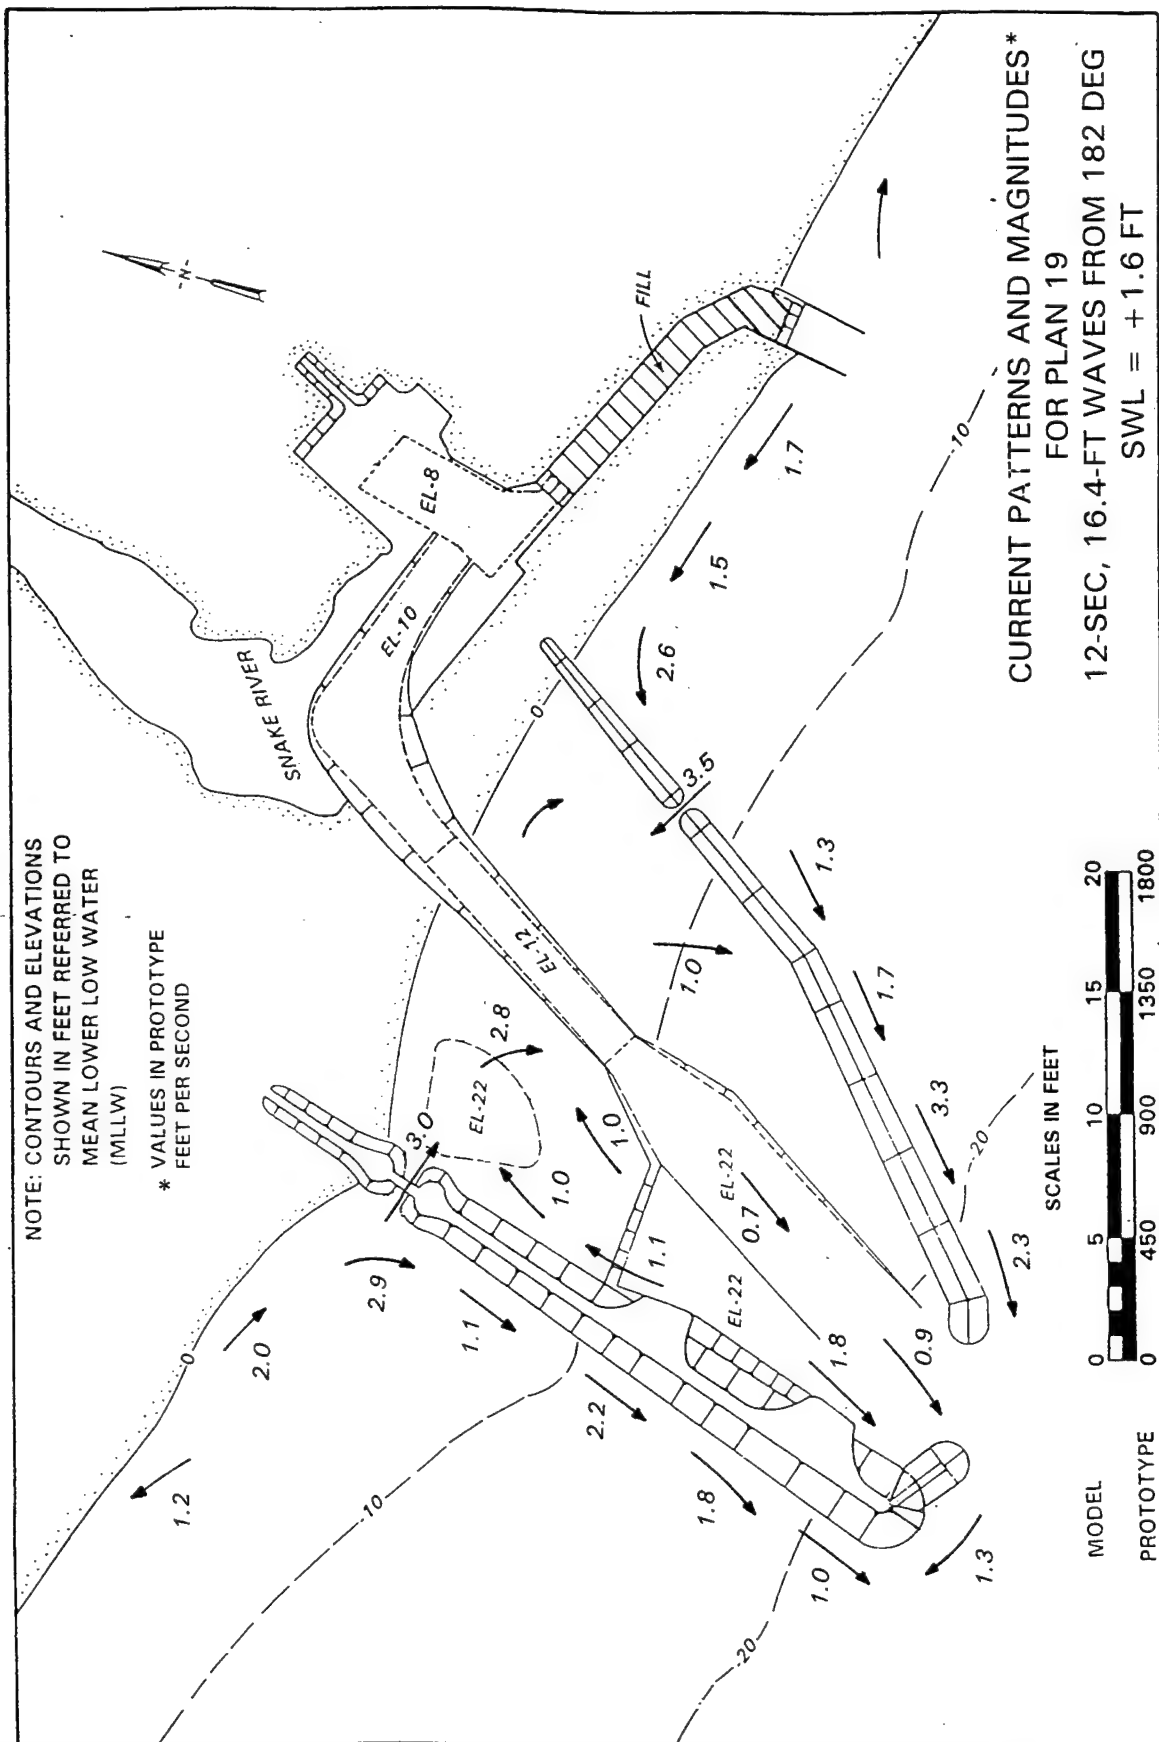 NOTE: CONTOURS AND ELEVATIONS
SHOWN IN FEET REFERRED TO
MEAN LOWER LOW WATER
(MLLW)
* VALUES IN PROTOTYPE
FEET PER SECOND
SNAKE RIVER
-N-
FILL
EL-8
EL-10
EL-12
EL-22
EL-22
EL-22
0
0
-10
-10
-20
-20
1.2
2.0
2.9
3.0
2.8
1.1
1.0
1.0
1.1
0.7
2.2
1.8
1.8
0.9
1.0
1.3
2.3
3.3
1.7
1.3
1.0
3.5
2.6
1.5
1.7
SCALES IN FEET
MODEL 0 5 10 15 20
PROTOTYPE 0 450 900 1350 1800
CURRENT PATTERNS AND MAGNITUDES*
FOR PLAN 19
12-SEC, 16.4-FT WAVES FROM 182 DEG
SWL = +1.6 FT